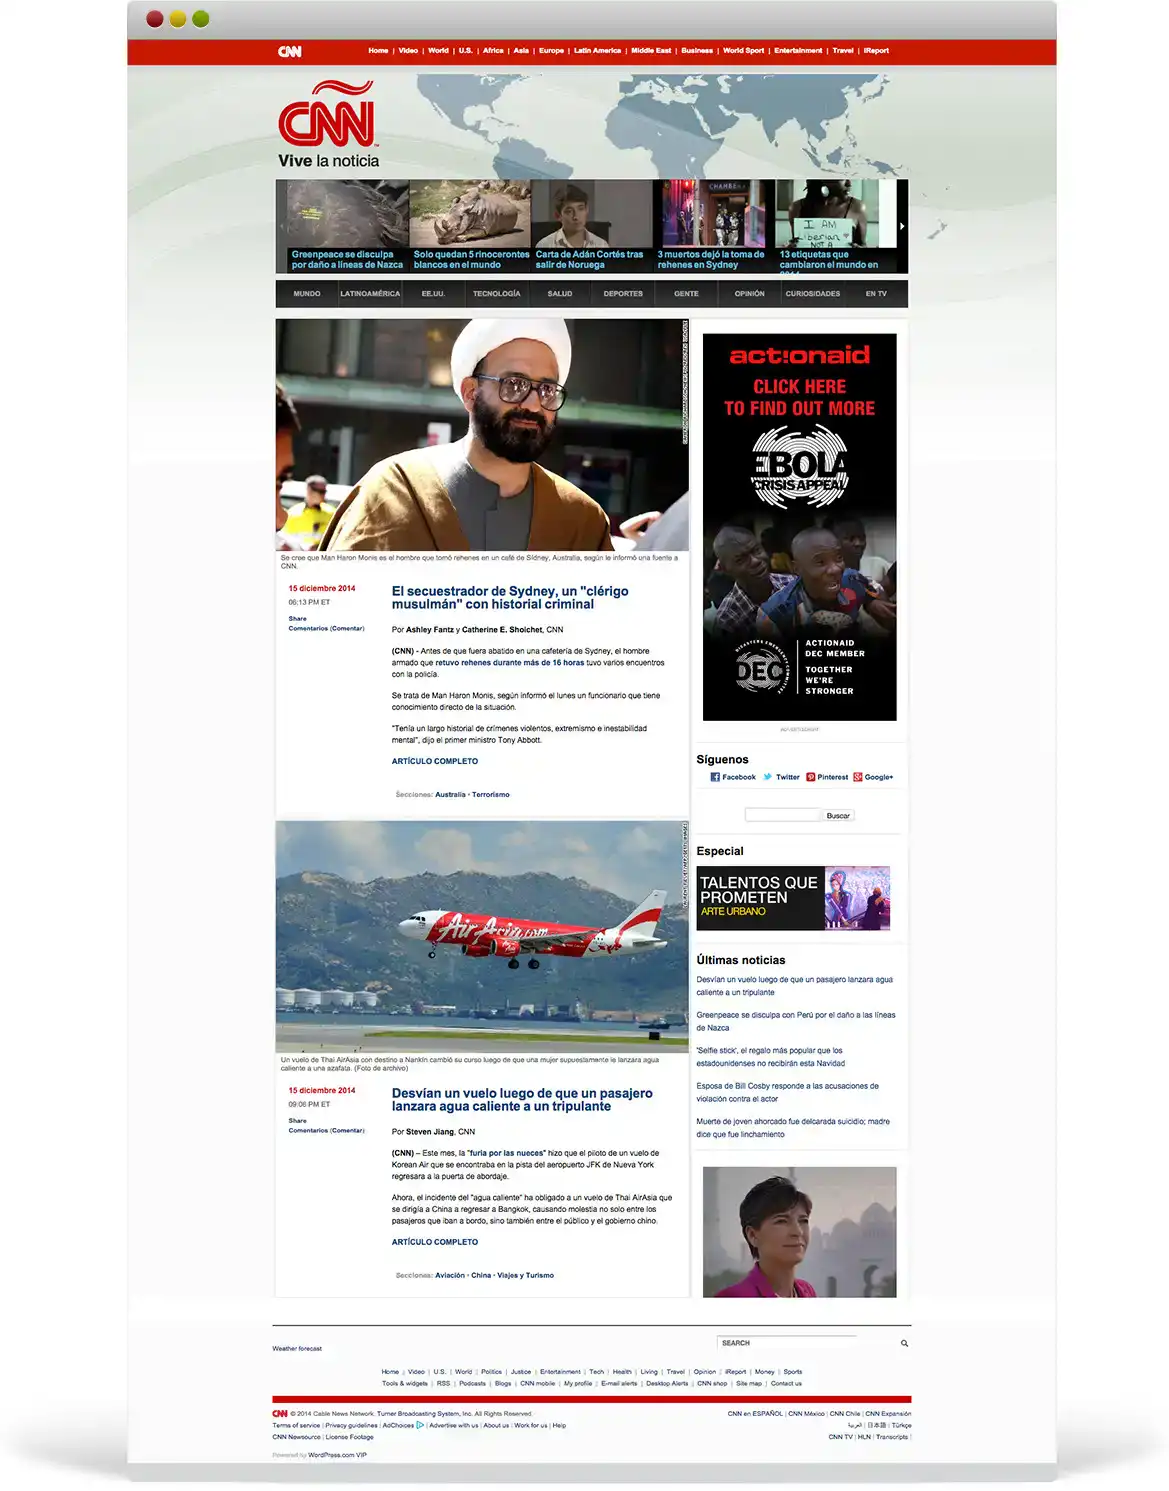 CNN
Home | Video | World | U.S. | Africa | Asia | Europe | Latin America | Middle East | Business | World Sport | Entertainment | Travel | iReport
CNN
Vive la noticia
CHAMBER
I AM
liberian
NOT A
Greenpeace se disculpa
por daño a líneas de Nazca
Solo quedan 5 rinocerontes
blancos en el mundo
Carta de Adán Cortés tras
salir de Noruega
3 muertos dejó la toma de
rehenes en Sydney
13 etiquetas que
cambiaron el mundo en
2014
MUNDO LATINOAMÉRICA EE.UU. TECNOLOGÍA SALUD DEPORTES GENTE OPINIÓN CURIOSIDADES EN TV
Se cree que Man Haron Monis es el hombre que tomó rehenes en un café de Sídney, Australia, según le informó una fuente a
CNN.
15 diciembre 2014
06:13 PM ET
Share
Comentarios (Comentar)
El secuestrador de Sydney, un "clérigo
musulmán" con historial criminal
Por Ashley Fantz y Catherine E. Shoichet, CNN
(CNN) - Antes de que fuera abatido en una cafetería de Sydney, el hombre
armado que retuvo rehenes durante más de 16 horas tuvo varios encuentros
con la policía.
Se trata de Man Haron Monis, según informó el lunes un funcionario que tiene
conocimiento directo de la situación.
"Tenía un largo historial de crímenes violentos, extremismo e inestabilidad
mental", dijo el primer ministro Tony Abbott.
ARTÍCULO COMPLETO
Secciones: Australia • Terrorismo
AirAsia.com
Un vuelo de Thai AirAsia con destino a Nankín cambió su curso luego de que una mujer supuestamente le lanzara agua
caliente a una azafata. (Foto de archivo)
15 diciembre 2014
09:06 PM ET
Share
Comentarios (Comentar)
Desvían un vuelo luego de que un pasajero
lanzara agua caliente a un tripulante
Por Steven Jiang, CNN
(CNN) – Este mes, la "furia por las nueces" hizo que el piloto de un vuelo de
Korean Air que se encontraba en la pista del aeropuerto JFK de Nueva York
regresara a la puerta de abordaje.
Ahora, el incidente del "agua caliente" ha obligado a un vuelo de Thai AirAsia que
se dirigía a China a regresar a Bangkok, causando molestia no solo entre los
pasajeros que iban a bordo, sino también entre el público y el gobierno chino.
ARTÍCULO COMPLETO
Secciones: Aviación • China • Viajes y Turismo
act!onaid
CLICK HERE
TO FIND OUT MORE
EBOLA
CRISIS APPEAL
DISASTERS EMERGENCY COMMITTEE
DEC
ACTIONAID
DEC MEMBER
TOGETHER
WE'RE
STRONGER
ADVERTISEMENT
Síguenos
Facebook Twitter Pinterest Google+
Buscar
Especial
TALENTOS QUE
PROMETEN
ARTE URBANO
Últimas noticias
Desvían un vuelo luego de que un pasajero lanzara agua
caliente a un tripulante
Greenpeace se disculpa con Perú por el daño a las líneas
de Nazca
'Selfie stick', el regalo más popular que los
estadounidenses no recibirán esta Navidad
Esposa de Bill Cosby responde a las acusaciones de
violación contra el actor
Muerte de joven ahorcado fue delcarada suicidio; madre
dice que fue linchamiento
Weather forecast
SEARCH
Home | Video | U.S. | World | Politics | Justice | Entertainment | Tech | Health | Living | Travel | Opinion | iReport | Money | Sports
Tools & widgets | RSS | Podcasts | Blogs | CNN mobile | My profile | E-mail alerts | Desktop Alerts | CNN shop | Site map | Contact us
CNN © 2014 Cable News Network. Turner Broadcasting System, Inc. All Rights Reserved.
Terms of service | Privacy guidelines | AdChoices | Advertise with us | About us | Work for us | Help
CNN Newsource | License Footage
Powered by WordPress.com VIP
CNN en ESPAÑOL | CNN México | CNN Chile | CNN Expansión
العربية | 日本語 | Türkçe
CNN TV | HLN | Transcripts |